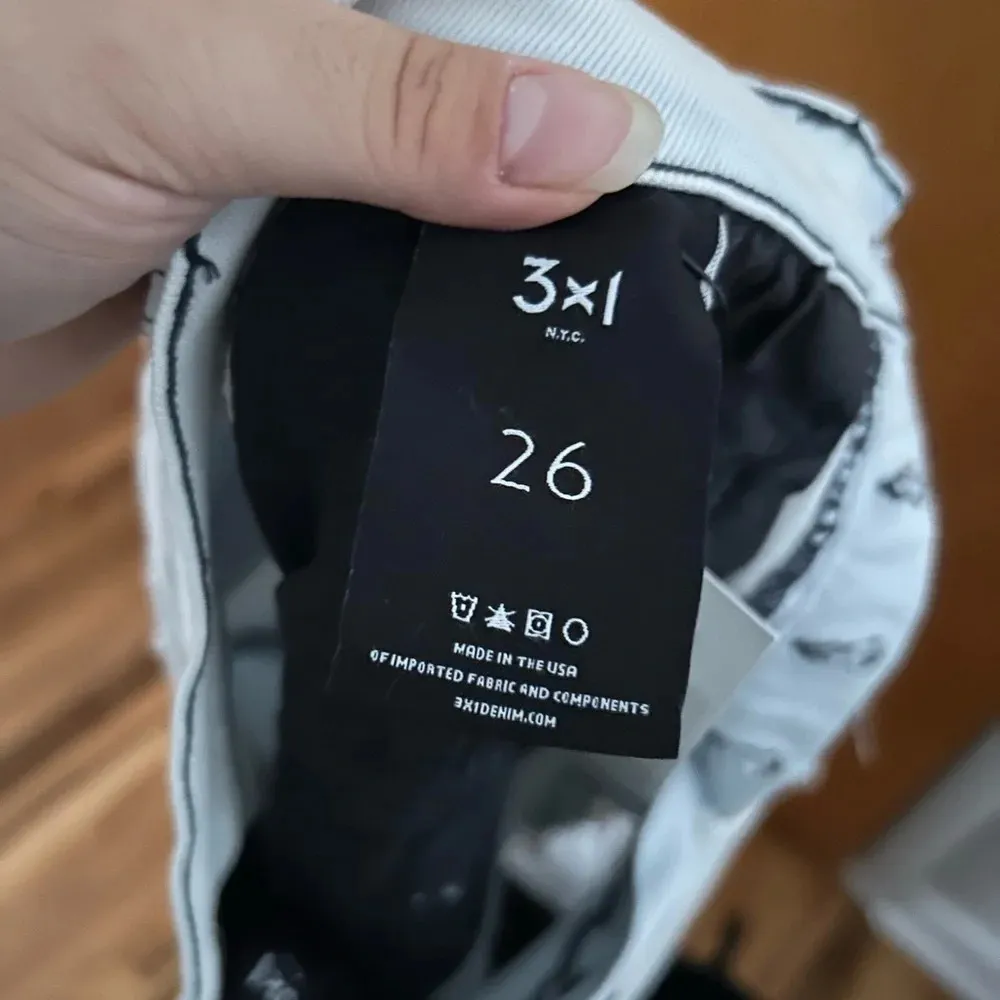 3x1
N.Y.C.
26
MADE IN THE USA
OF IMPORTED FABRIC AND COMPONENTS
3X1DENIM.COM